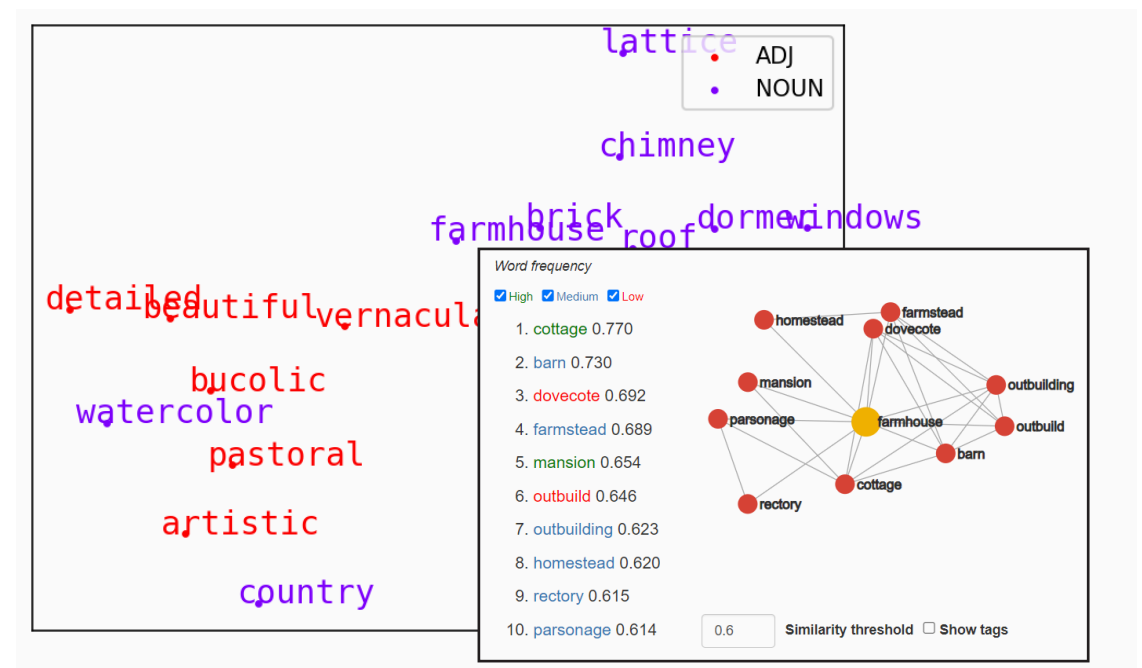 lattice
ADJ
NOUN
chimney
brick
dormer
windows
farmhouse
roof
detailed
beautiful
vernacula
bucolic
watercolor
pastoral
artistic
country
Word frequency
High Medium Low
1. cottage 0.770
2. barn 0.730
3. dovecote 0.692
4. farmstead 0.689
5. mansion 0.654
6. outbuild 0.646
7. outbuilding 0.623
8. homestead 0.620
9. rectory 0.615
10. parsonage 0.614
farmstead
homestead
dovecote
mansion
outbuilding
parsonage
farmhouse
outbuild
barn
cottage
rectory
0.6 Similarity threshold Show tags